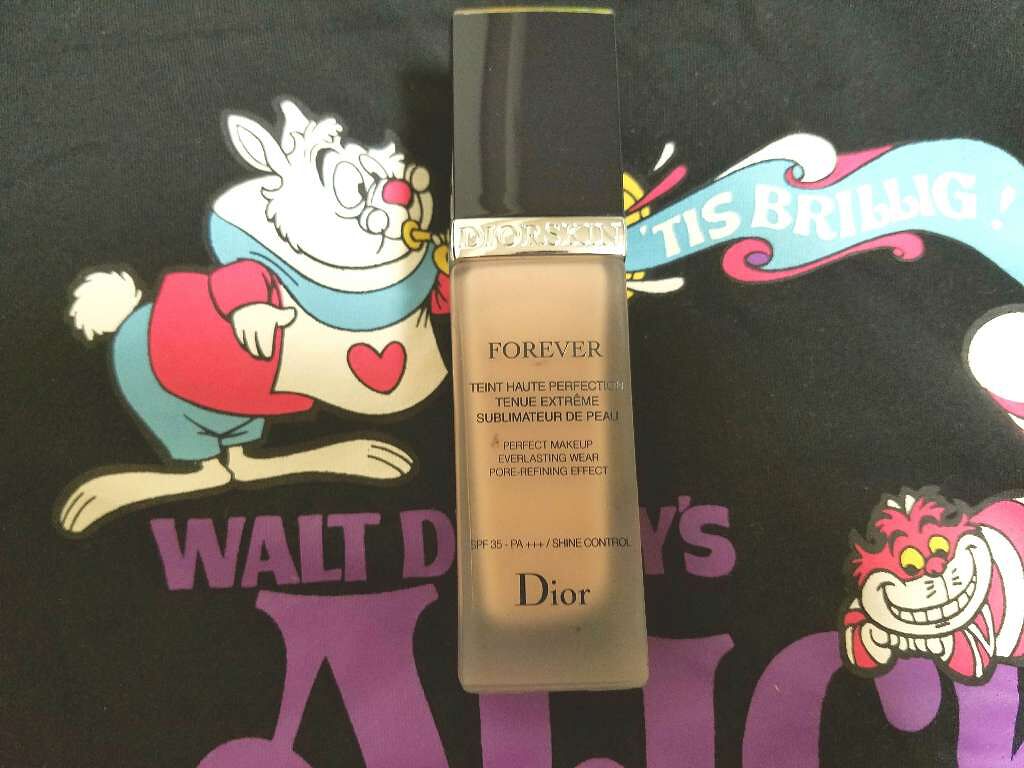 'TIS BRILLIG!
DIORSKIN
FOREVER
TEINT HAUTE PERFECTION
TENUE EXTRÊME
SUBLIMATEUR DE PEAU
PERFECT MAKEUP
EVERLASTING WEAR
PORE-REFINING EFFECT
SPF 35 - PA +++ / SHINE CONTROL
Dior
WALT D Y'S
ALIC